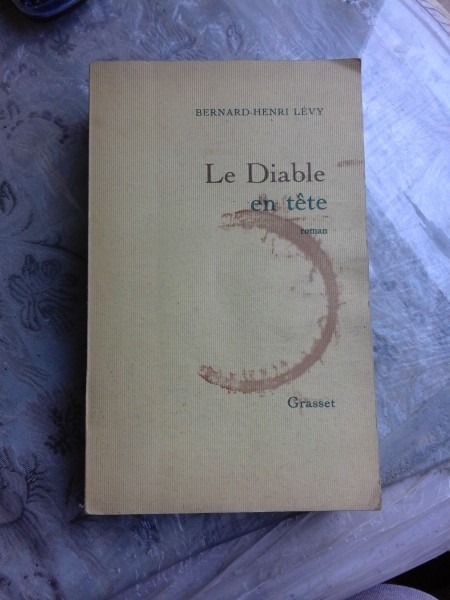 BERNARD-HENRI LÉVY
Le Diable
en tête
roman
Grasset